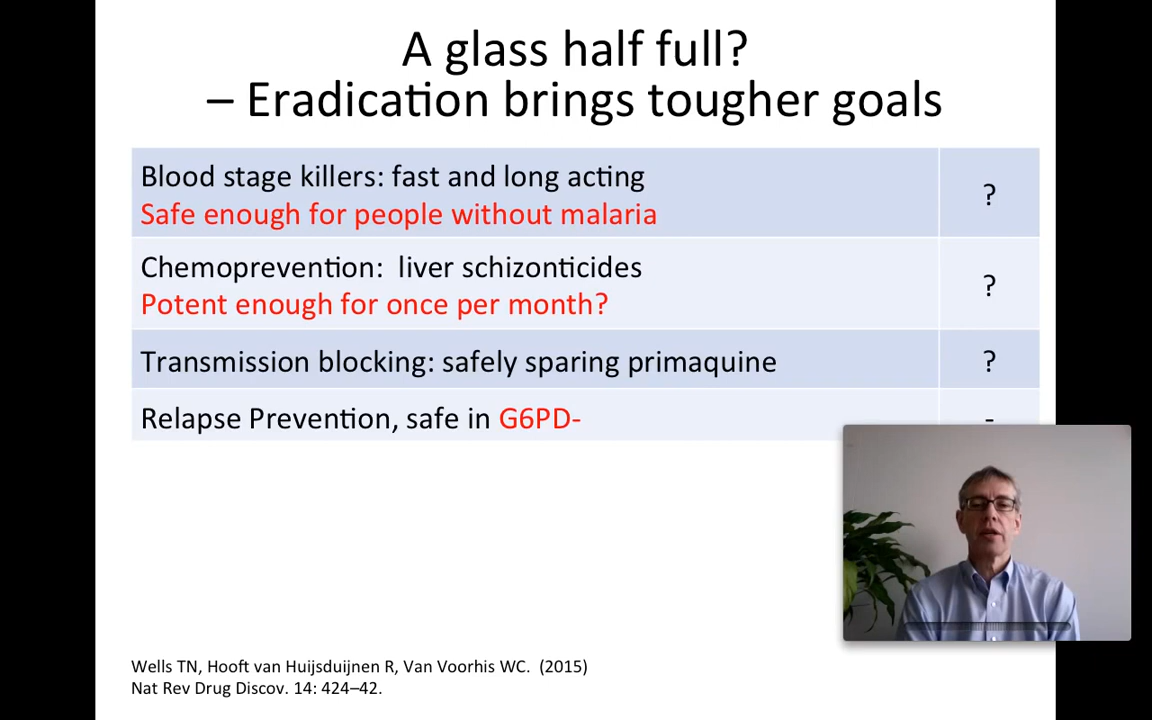 A glass half full?
– Eradication brings tougher goals
Blood stage killers: fast and long acting
Safe enough for people without malaria
?
Chemoprevention: liver schizonticides
Potent enough for once per month?
?
Transmission blocking: safely sparing primaquine
?
Relapse Prevention, safe in G6PD-
-
Wells TN, Hooft van Huijsduijnen R, Van Voorhis WC. (2015)
Nat Rev Drug Discov. 14: 424–42.